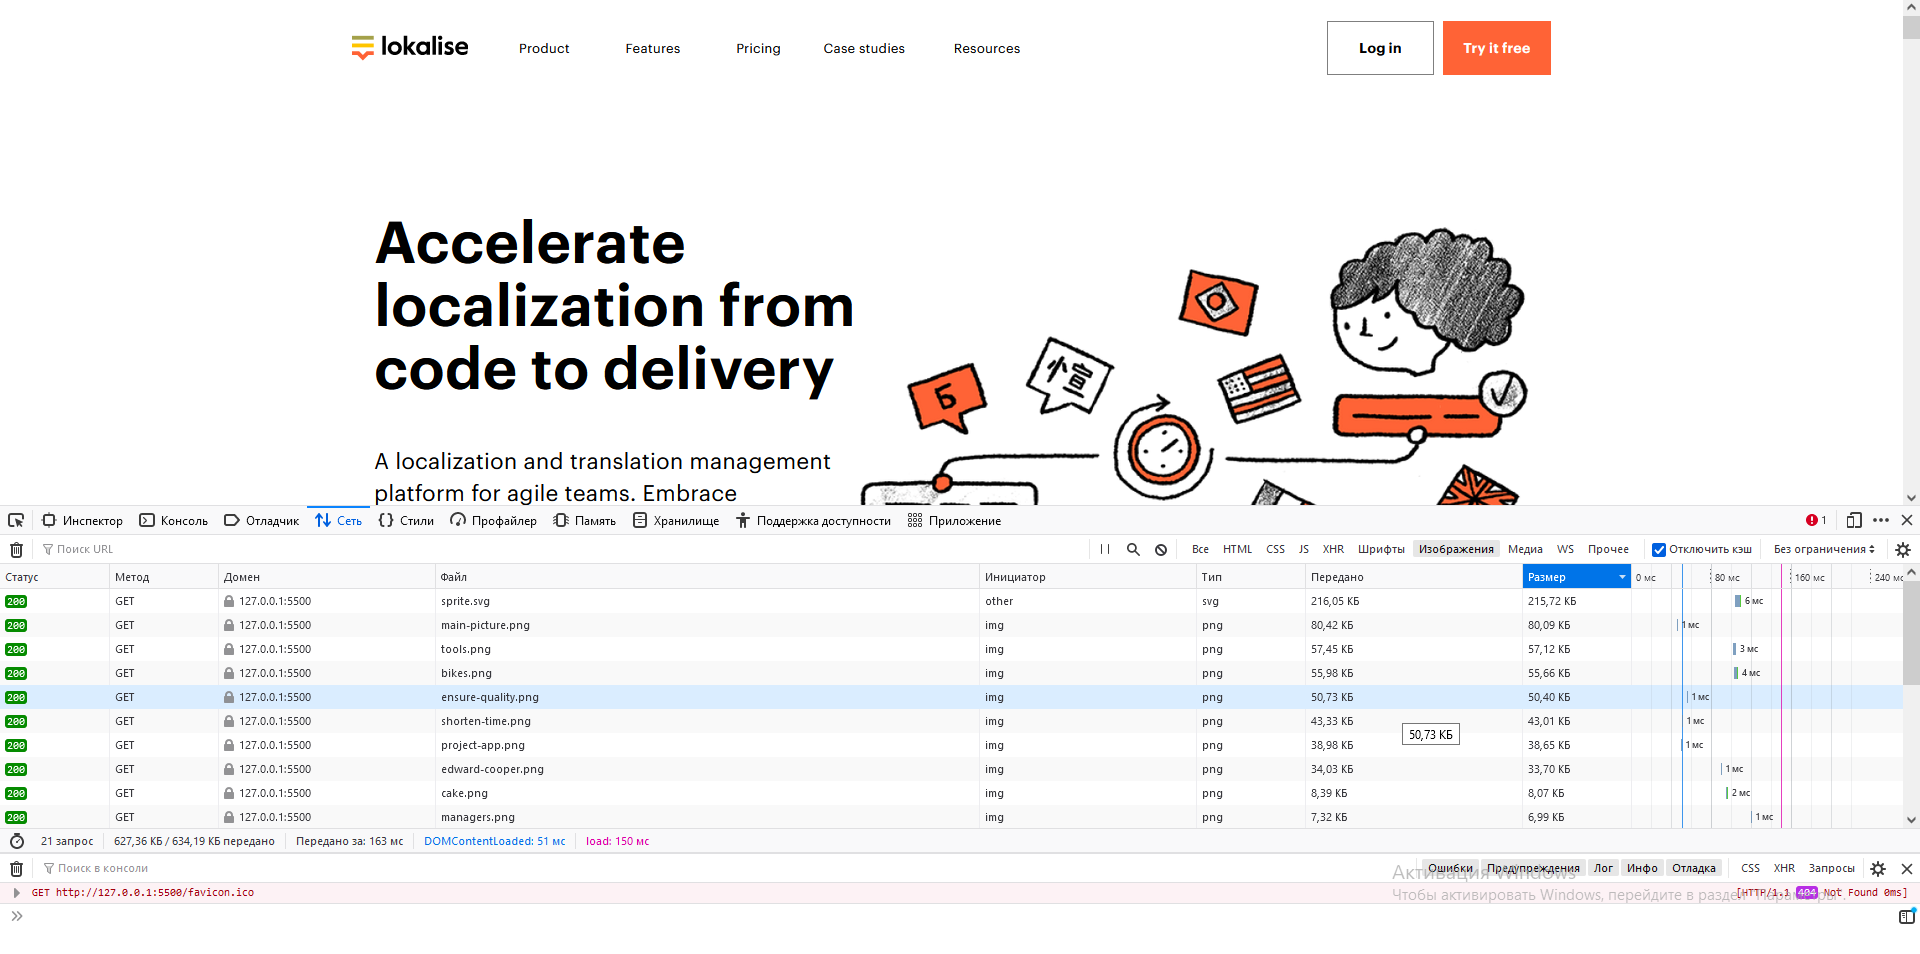 lokalise Product Features Pricing Case studies Resources Log in Try it free
Accelerate
localization from
code to delivery
Б
A localization and translation management
platform for agile teams. Embrace
Инспектор Консоль Отладчик Сеть Стили Профайлер Память Хранилище Поддержка доступности Приложение 1
Поиск URL Все HTML CSS JS XHR Шрифты Изображения Медиа WS Прочее Отключить кэш Без ограничения
Статус Метод Домен Файл Инициатор Тип Передано Размер 0 мс 80 мс 160 мс 240 мс
200 GET 127.0.0.1:5500 sprite.svg other svg 216,05 КБ 215,72 КБ 6 мс
200 GET 127.0.0.1:5500 main-picture.png img png 80,42 КБ 80,09 КБ 1 мс
200 GET 127.0.0.1:5500 tools.png img png 57,45 КБ 57,12 КБ 3 мс
200 GET 127.0.0.1:5500 bikes.png img png 55,98 КБ 55,66 КБ 4 мс
200 GET 127.0.0.1:5500 ensure-quality.png img png 50,73 КБ 50,40 КБ 1 мс
200 GET 127.0.0.1:5500 shorten-time.png img png 43,33 КБ 43,01 КБ 1 мс
50,73 КБ
200 GET 127.0.0.1:5500 project-app.png img png 38,98 КБ 38,65 КБ 1 мс
200 GET 127.0.0.1:5500 edward-cooper.png img png 34,03 КБ 33,70 КБ 1 мс
200 GET 127.0.0.1:5500 cake.png img png 8,39 КБ 8,07 КБ 2 мс
200 GET 127.0.0.1:5500 managers.png img png 7,32 КБ 6,99 КБ 1 мс
21 запрос 627,36 КБ / 634,19 КБ передано Передано за: 163 мс DOMContentLoaded: 51 мс load: 150 мс
Поиск в консоли Ошибки Предупреждения Лог Инфо Отладка CSS XHR Запросы
Активация Windows
GET http://127.0.0.1:5500/favicon.ico [HTTP/1.1 404 Not Found 0ms]
Чтобы активировать Windows, перейдите в раздел "Параметры".